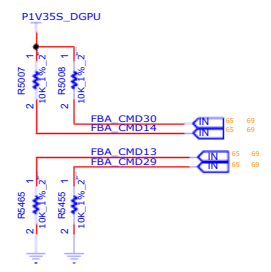 P1V35S_DGPU
1 1
R5007 10K_1%_2 R5008 10K_1%_2
2 2
FBA_CMD30 IN 65 69
FBA_CMD14 IN 65 69
FBA_CMD13 IN 65 69
FBA_CMD29 IN 65 69
1 1
R5465 10K_1%_2 R5455 10K_1%_2
2 2